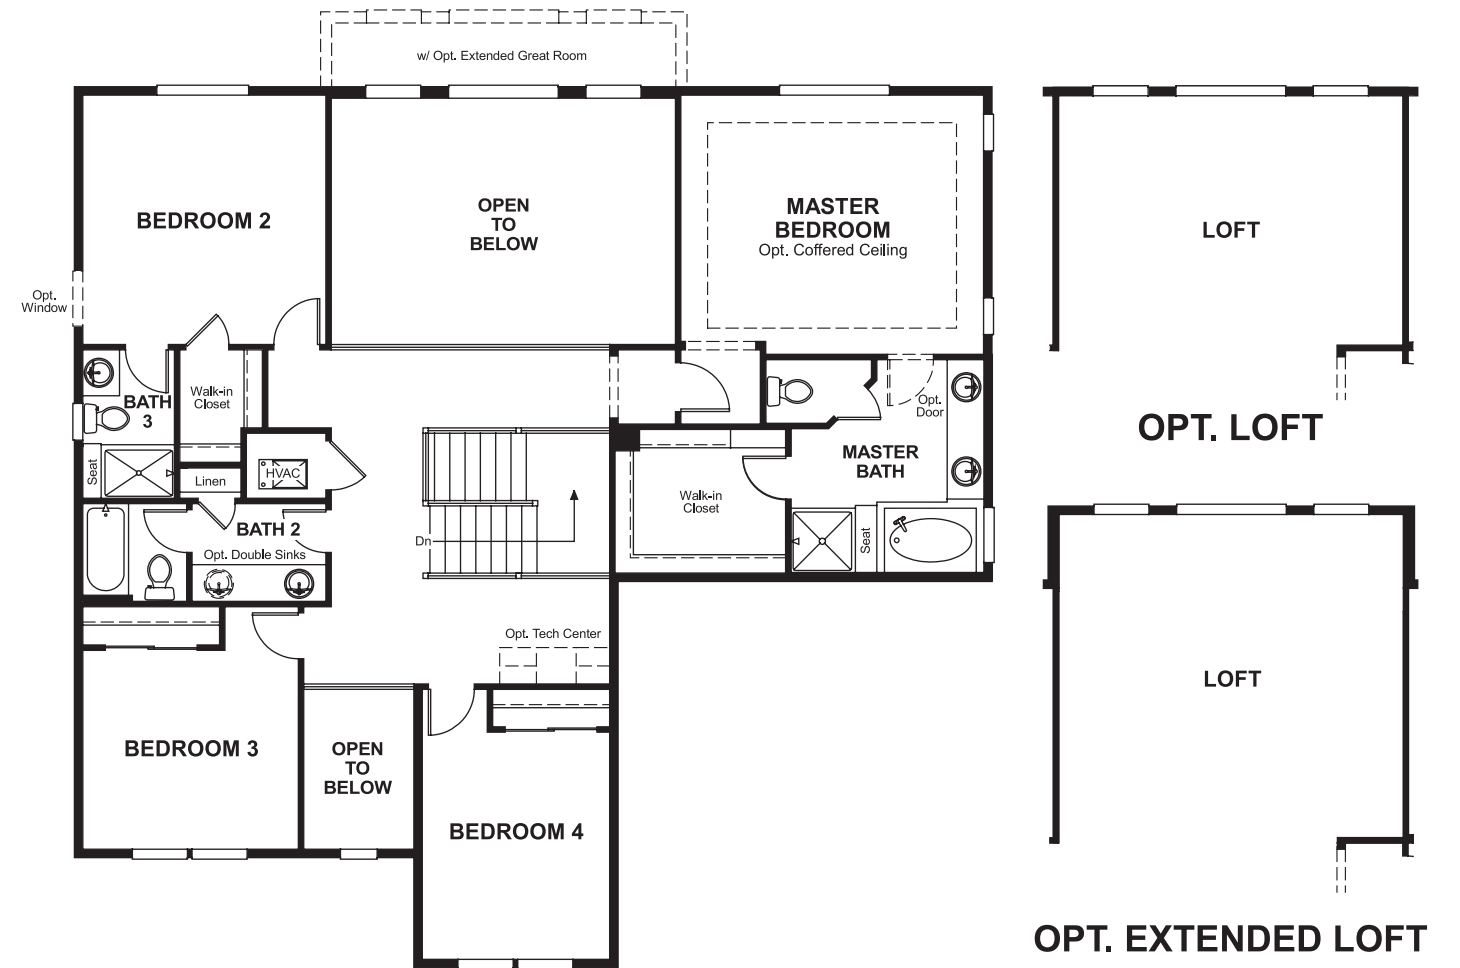 w/ Opt. Extended Great Room
BEDROOM 2
OPEN
TO
BELOW
MASTER
BEDROOM
Opt. Coffered Ceiling
LOFT
Opt.
Window
Walk-in
Closet
BATH
3
Opt.
Door
OPT. LOFT
Seat
HVAC
Linen
MASTER
BATH
Walk-in
Closet
BATH 2
Opt. Double Sinks
Dn
Seat
Opt. Tech Center
LOFT
BEDROOM 3
OPEN
TO
BELOW
BEDROOM 4
OPT. EXTENDED LOFT